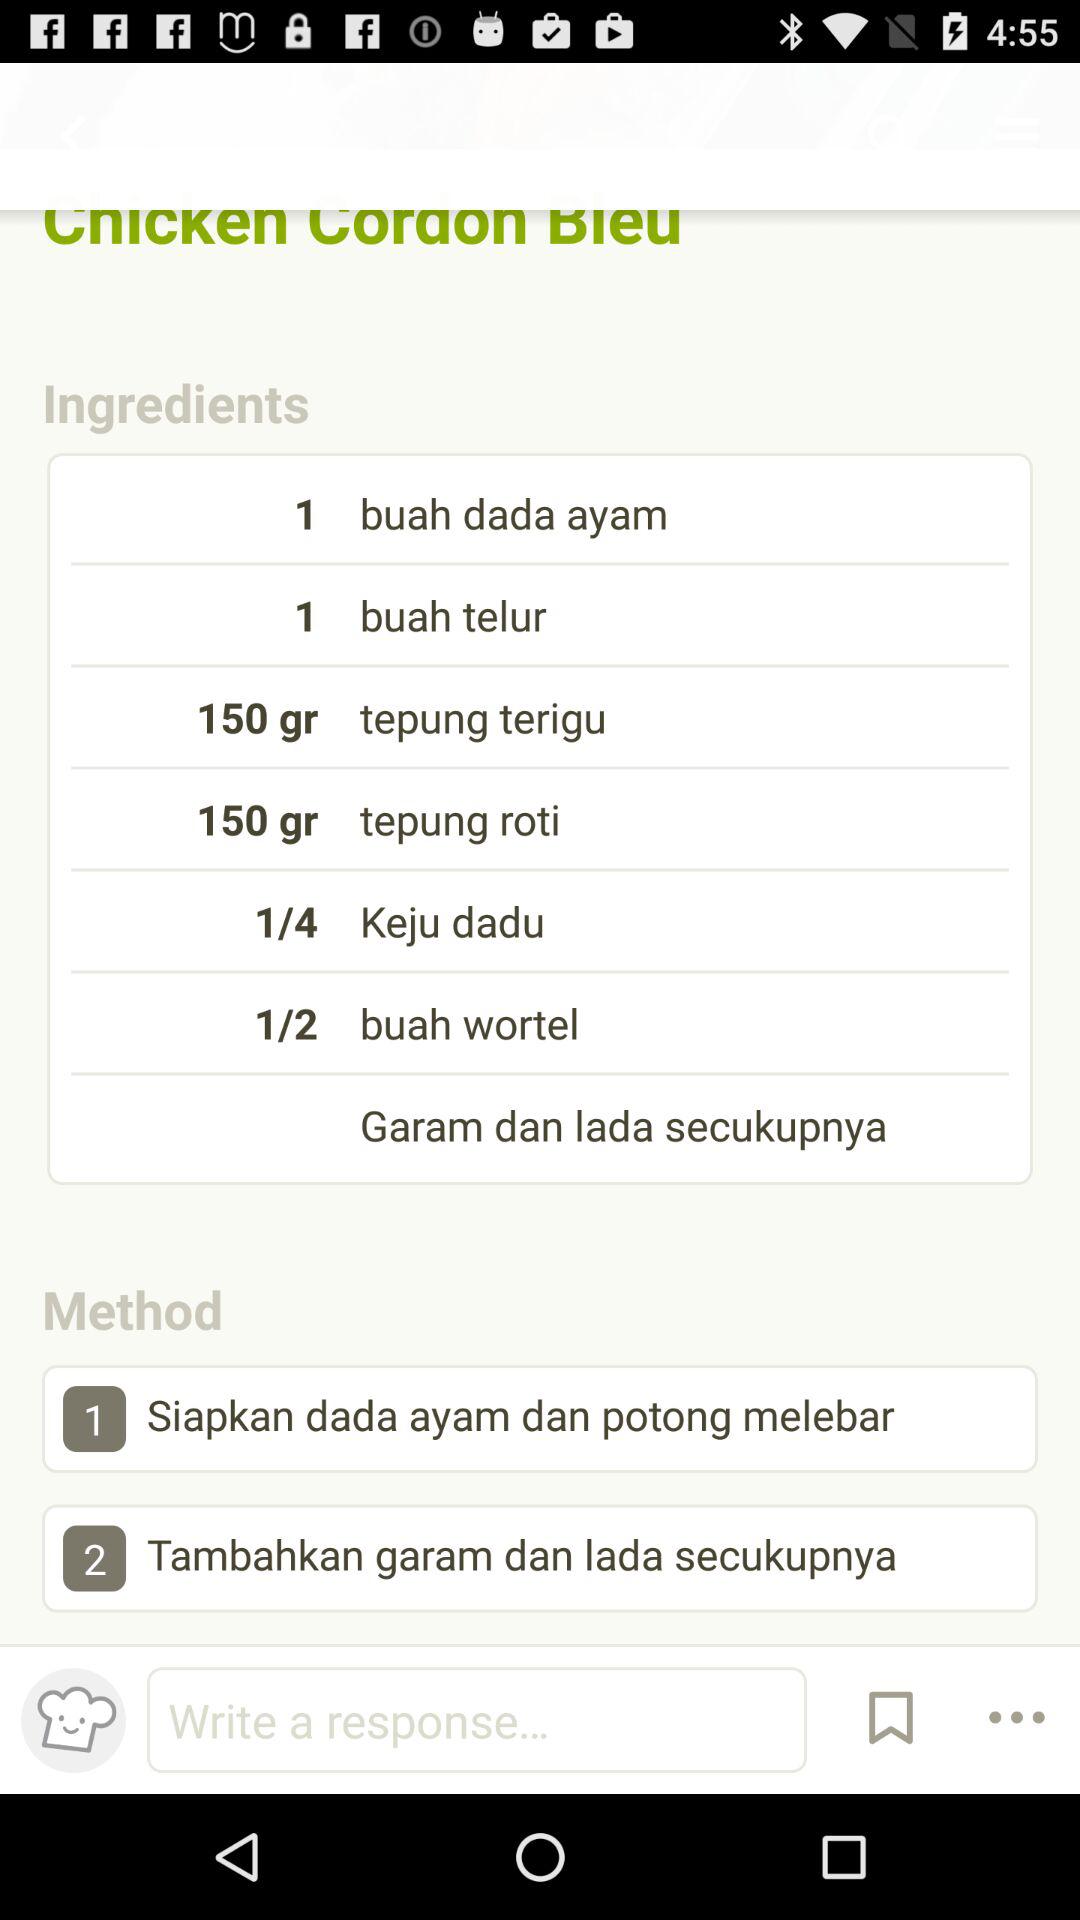 4:55
Chicken Cordon Bleu
Ingredients
1 buah dada ayam
1 buah telur
150 gr tepung terigu
150 gr tepung roti
1/4 Keju dadu
1/2 buah wortel
Garam dan lada secukupnya
Method
1 Siapkan dada ayam dan potong melebar
2 Tambahkan garam dan lada secukupnya
Write a response...